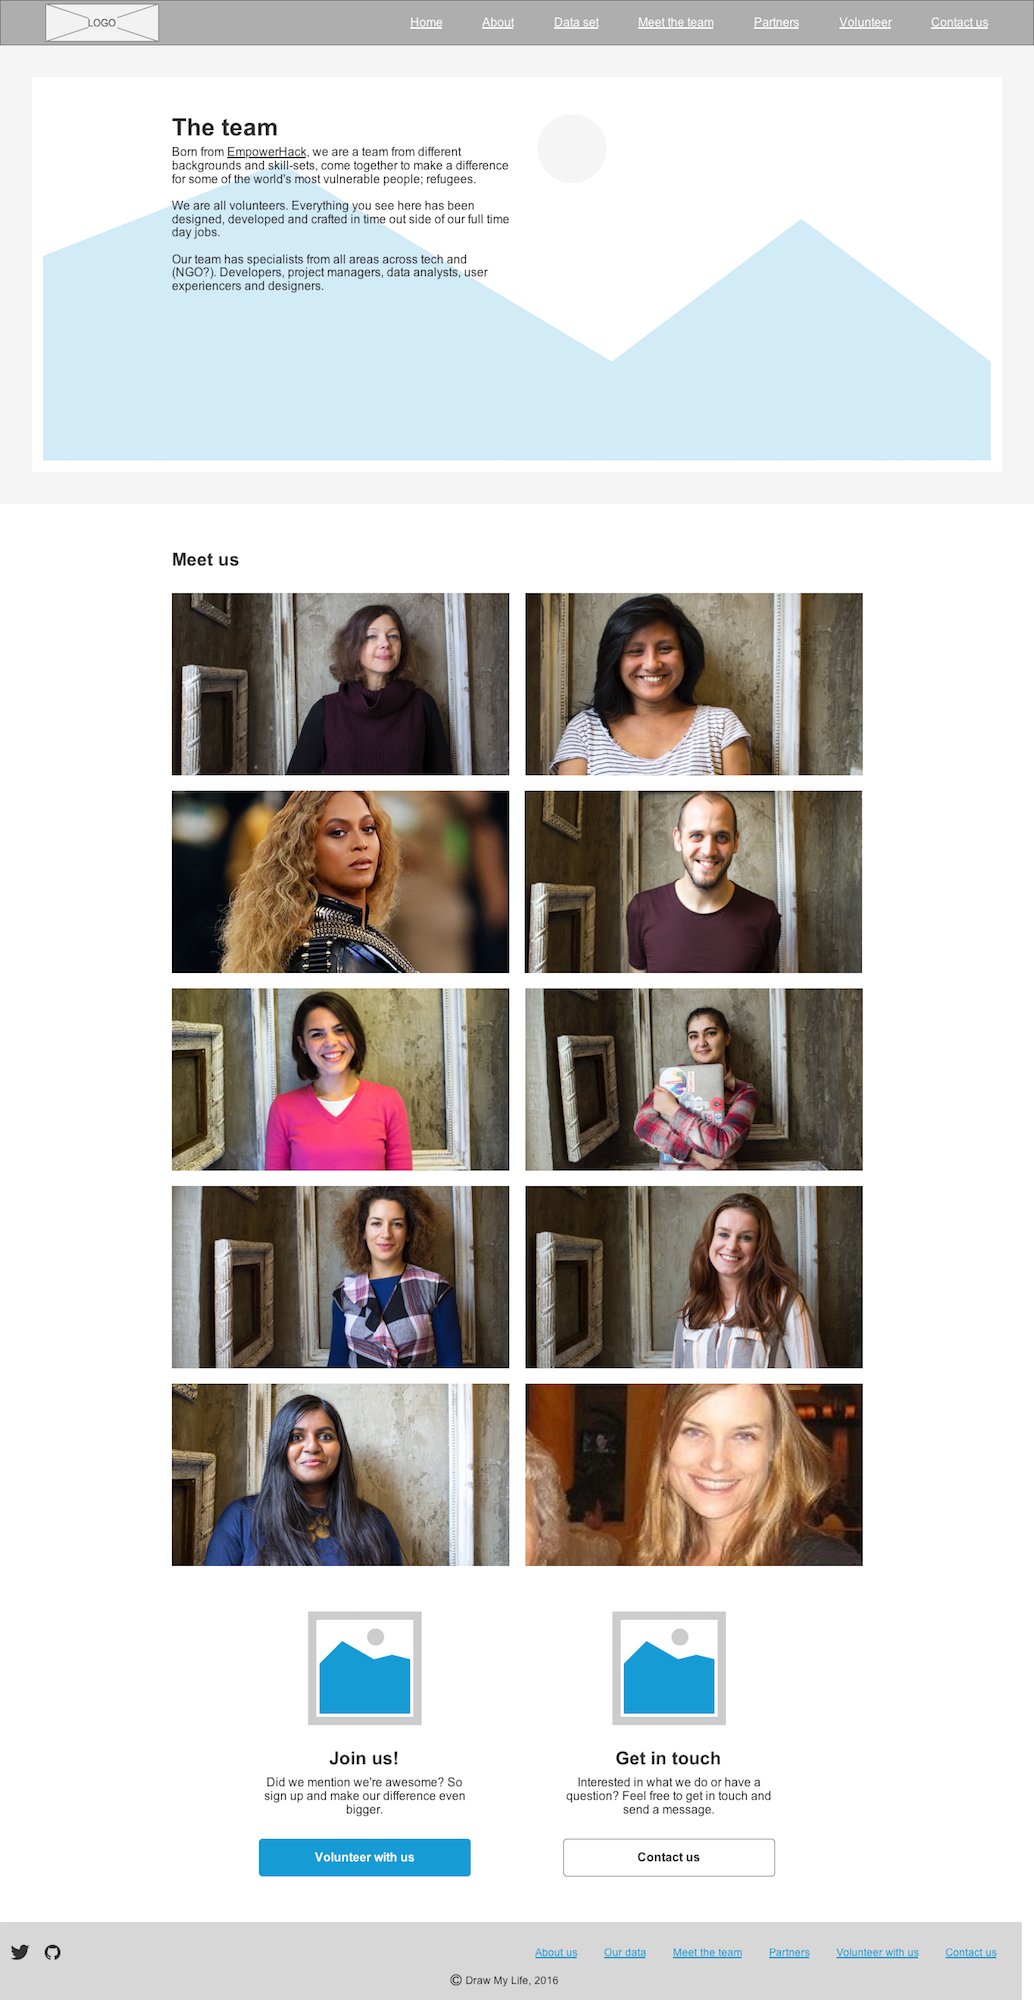 LOGO
Home About Data set Meet the team Partners Volunteer Contact us
The team
Born from EmpowerHack, we are a team from different
backgrounds and skill-sets, come together to make a difference
for some of the world's most vulnerable people; refugees.
We are all volunteers. Everything you see here has been
designed, developed and crafted in time out side of our full time
day jobs.
Our team has specialists from all areas across tech and
(NGO?). Developers, project managers, data analysts, user
experiencers and designers.
Meet us
Join us!
Did we mention we're awesome? So
sign up and make our difference even
bigger.
Volunteer with us
Get in touch
Interested in what we do or have a
question? Feel free to get in touch and
send a message.
Contact us
About us Our data Meet the team Partners Volunteer with us Contact us
© Draw My Life, 2016